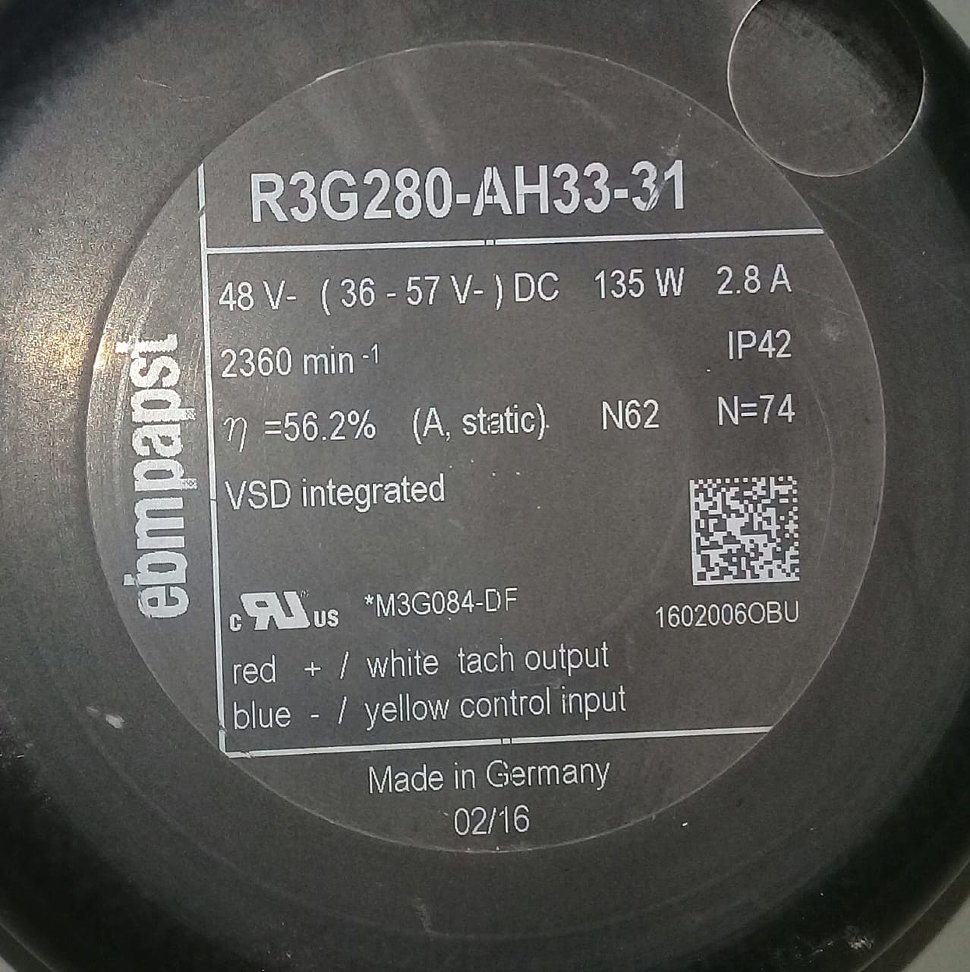 R3G280-AH33-31
48 V- ( 36 - 57 V- ) DC 135 W 2.8 A
2360 min -1 IP42
η =56.2% (A, static). N62 N=74
VSD integrated
ebmpapst
c RU US *M3G084-DF
1602006OBU
red + / white tach output
blue - / yellow control input
Made in Germany
02/16